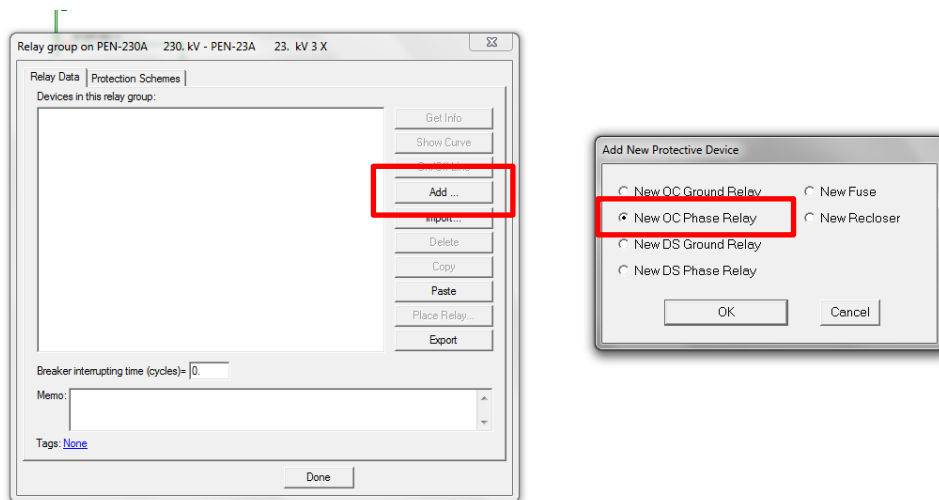 Relay group on PEN-230A 230. kV - PEN-23A 23. kV 3 X
Relay Data Protection Schemes
Devices in this relay group:
Get Info
Show Curve
On/Off Line
Add ...
Import...
Delete
Copy
Paste
Place Relay...
Export
Breaker interrupting time (cycles)= 0.
Memo:
Tags: None
Done
Add New Protective Device
New OC Ground Relay New Fuse
New OC Phase Relay New Recloser
New DS Ground Relay
New DS Phase Relay
OK Cancel